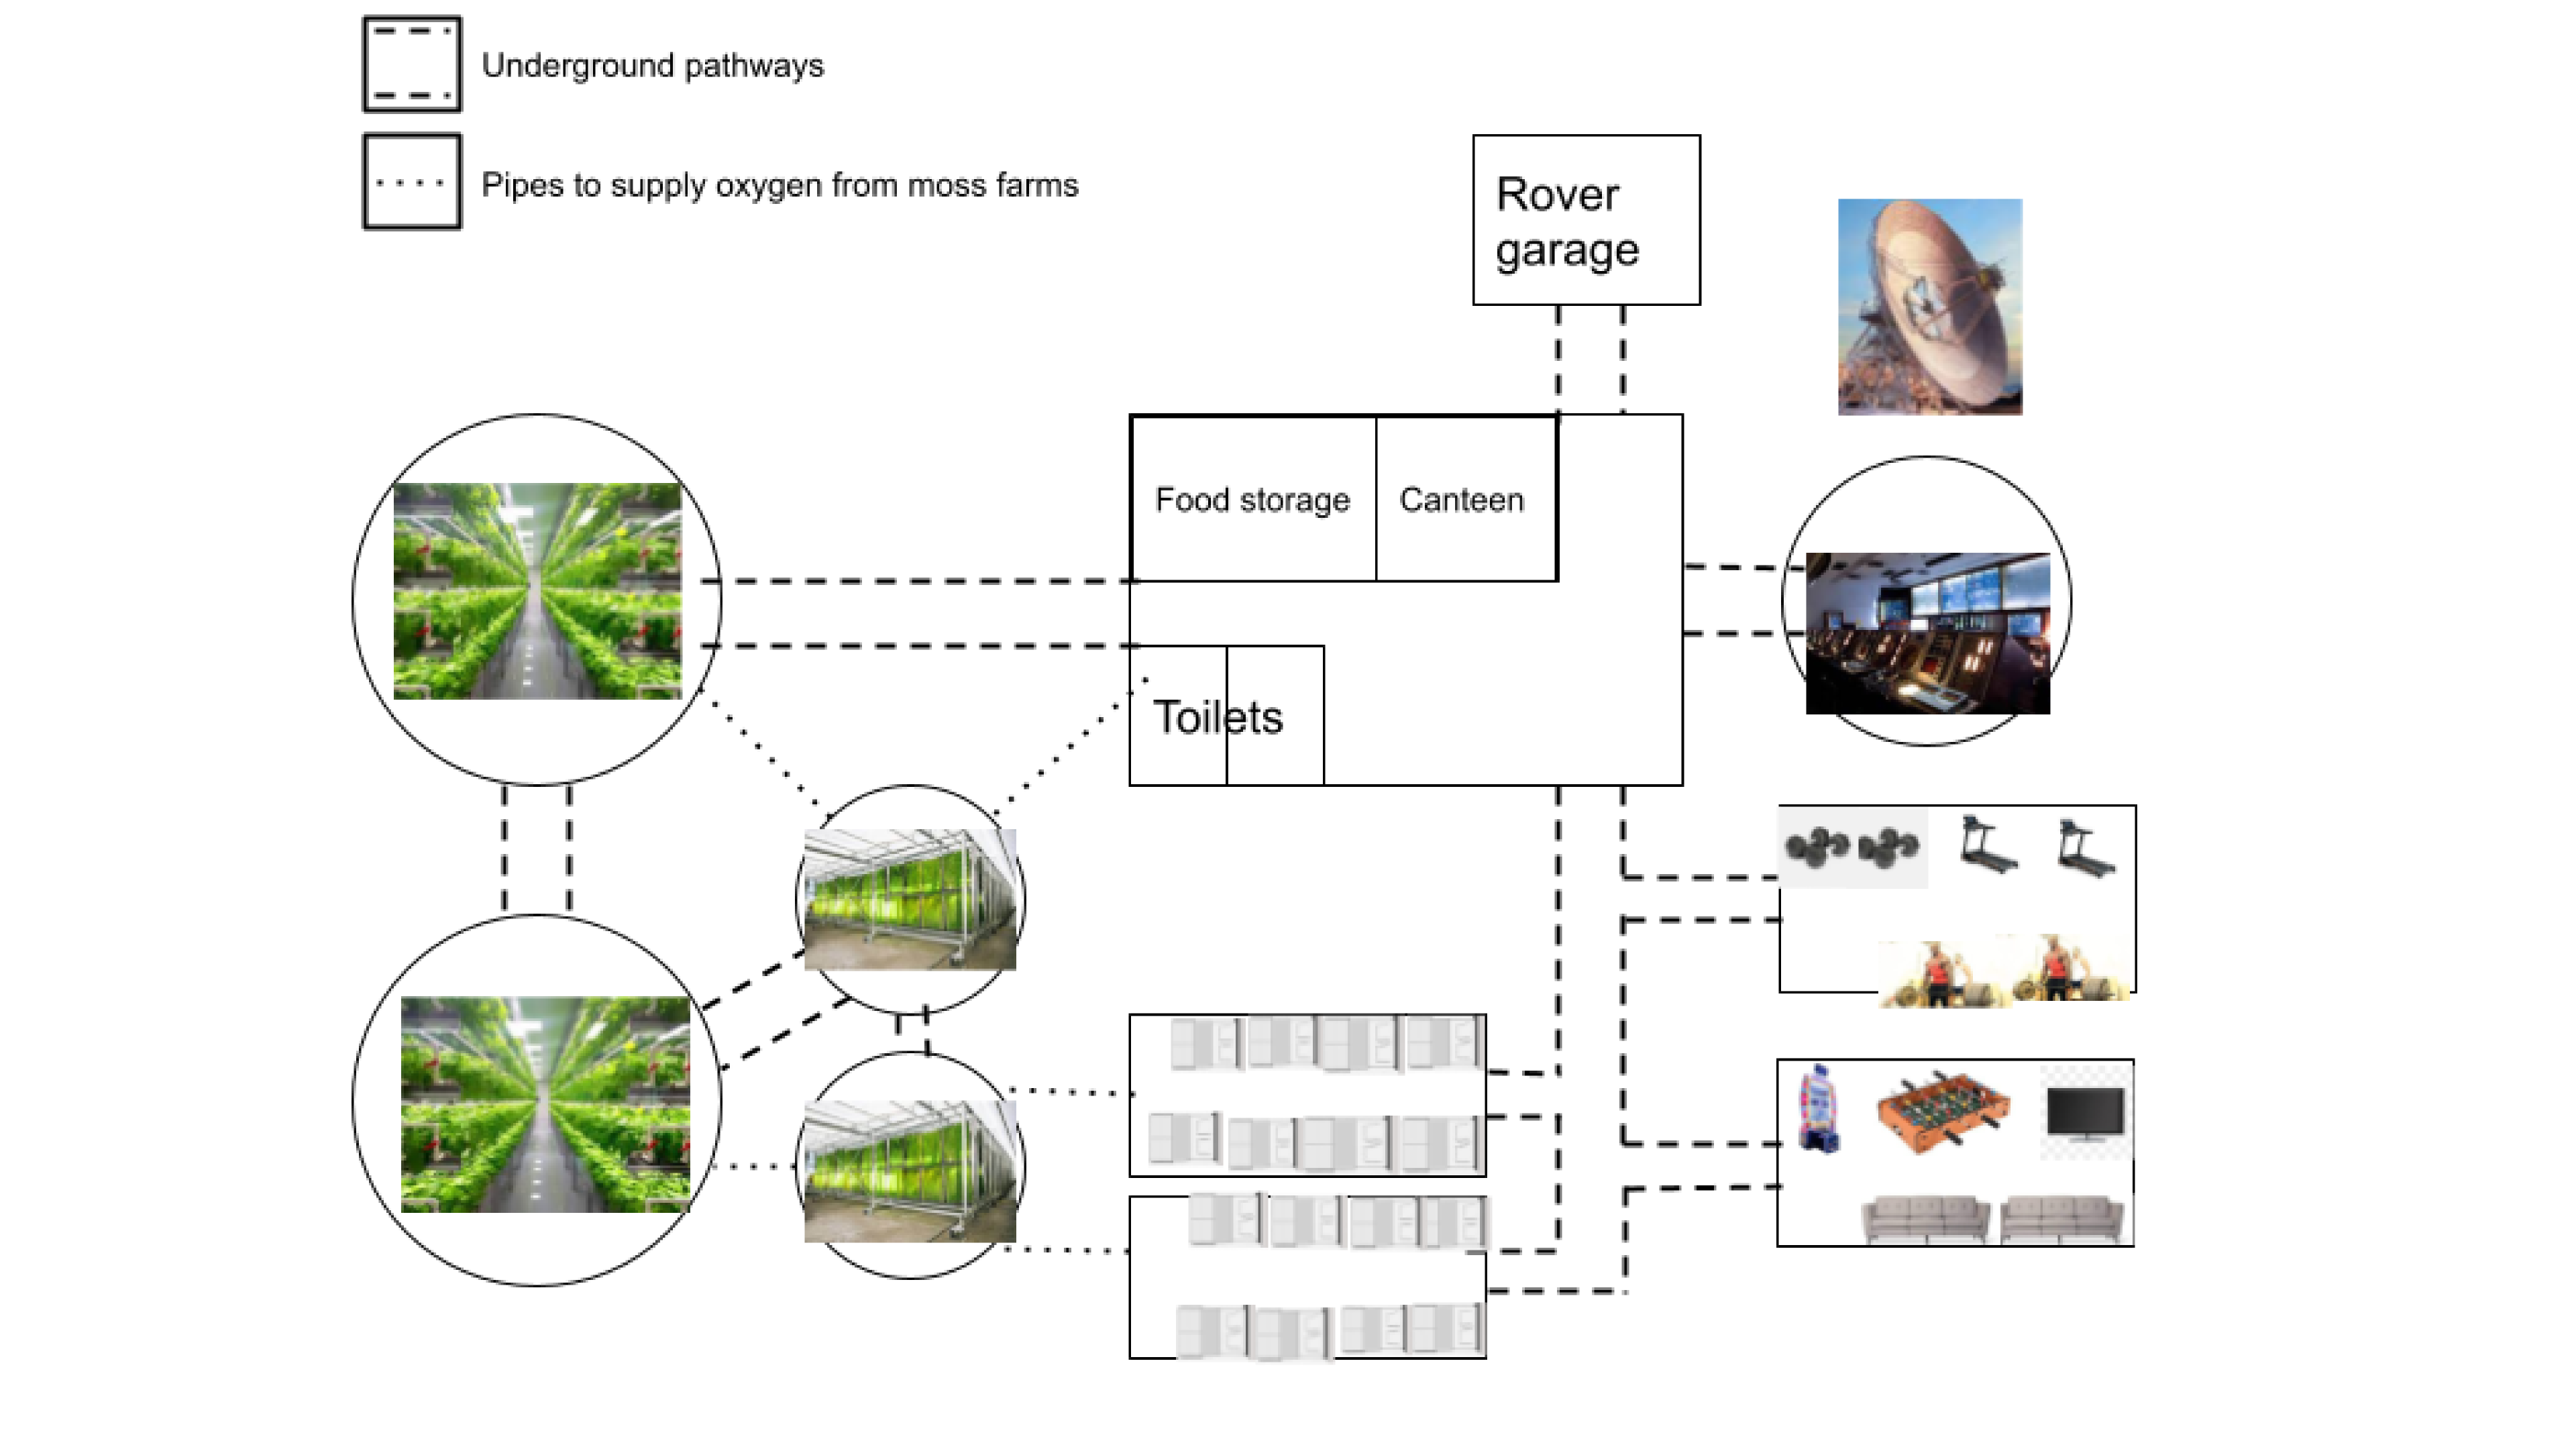 Underground pathways
Pipes to supply oxygen from moss farms
Rover
garage
Food storage
Canteen
Toilets